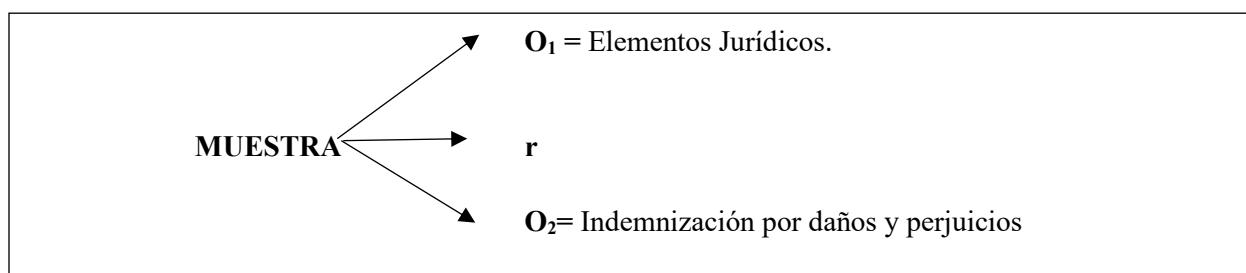 O₁ = Elementos Jurídicos.
MUESTRA r
O₂= Indemnización por daños y perjuicios